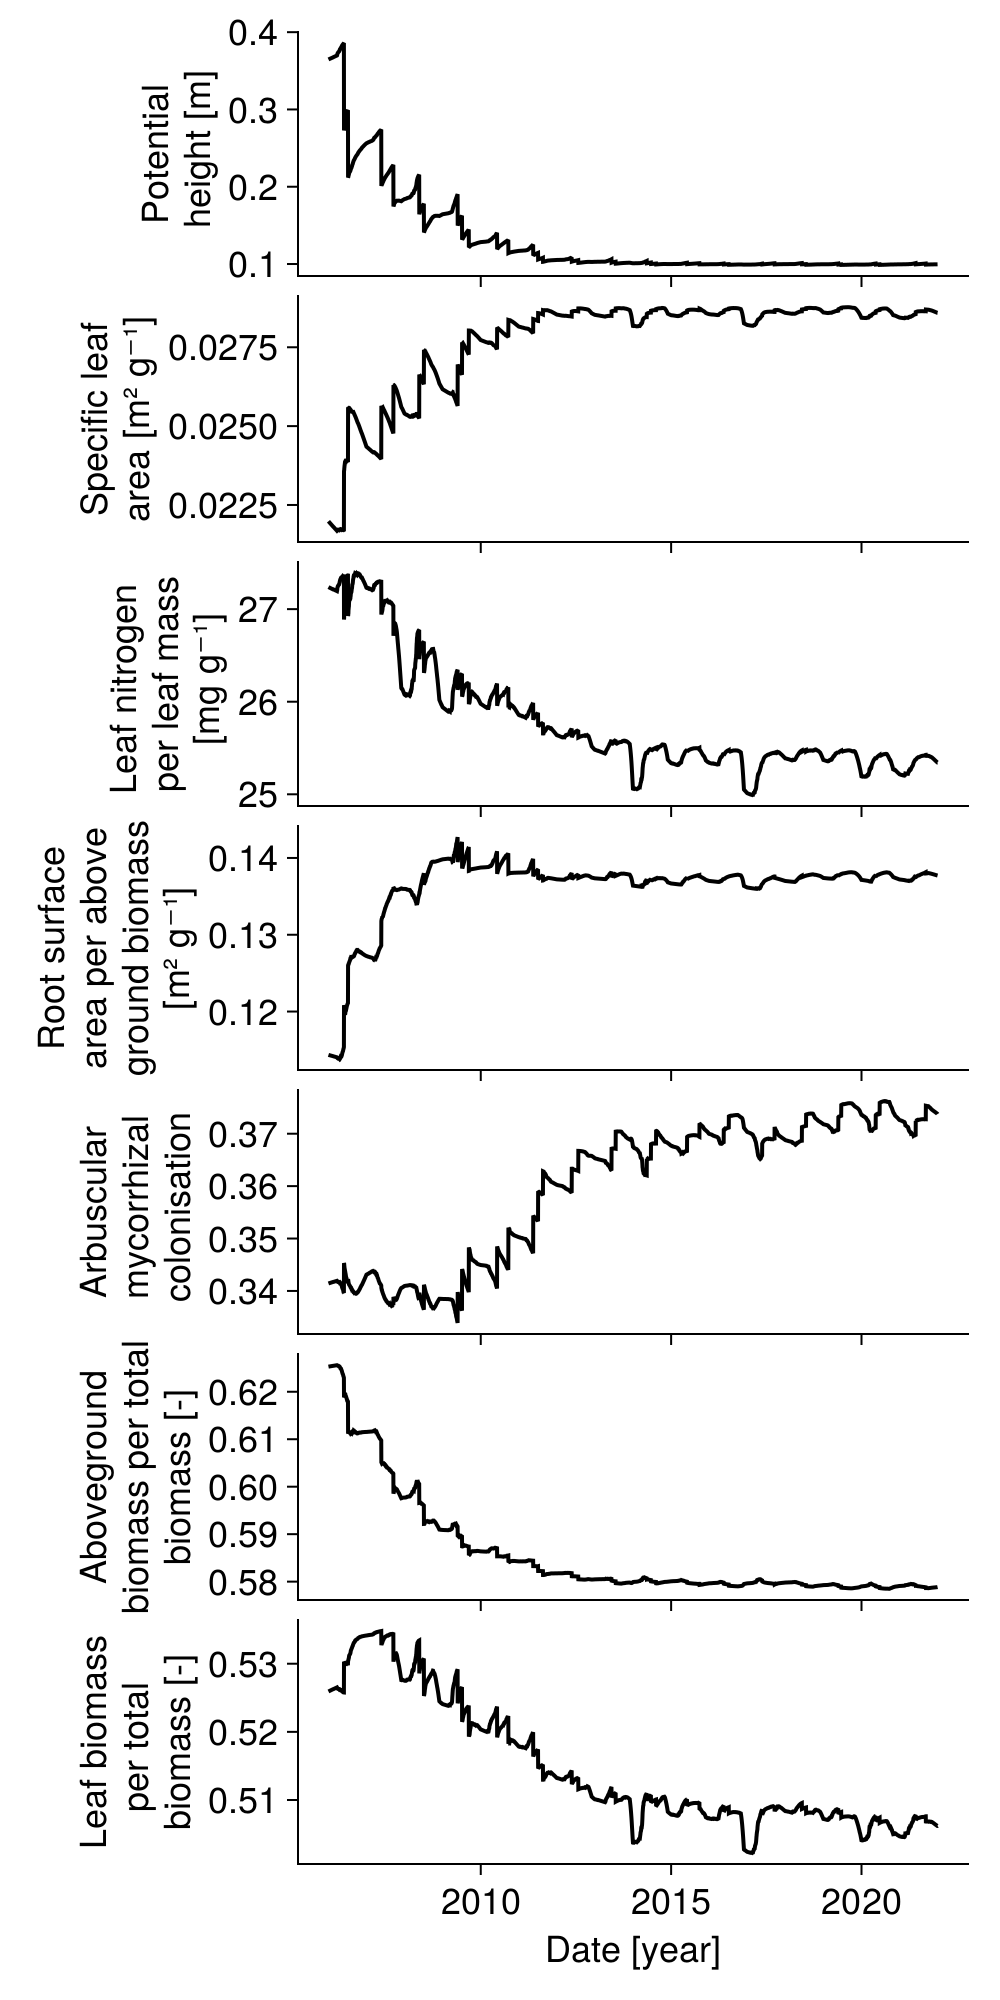 Potential
height [m]
0.4
0.3
0.2
0.1
Specific leaf
area [m² g⁻¹]
0.0275
0.0250
0.0225
Leaf nitrogen
per leaf mass
[mg g⁻¹]
27
26
25
Root surface
area per above
ground biomass
[m² g⁻¹]
0.14
0.13
0.12
Arbuscular
mycorrhizal
colonisation
0.37
0.36
0.35
0.34
Aboveground
biomass per total
biomass [-]
0.62
0.61
0.60
0.59
0.58
Leaf biomass
per total
biomass [-]
0.53
0.52
0.51
2010 2015 2020
Date [year]